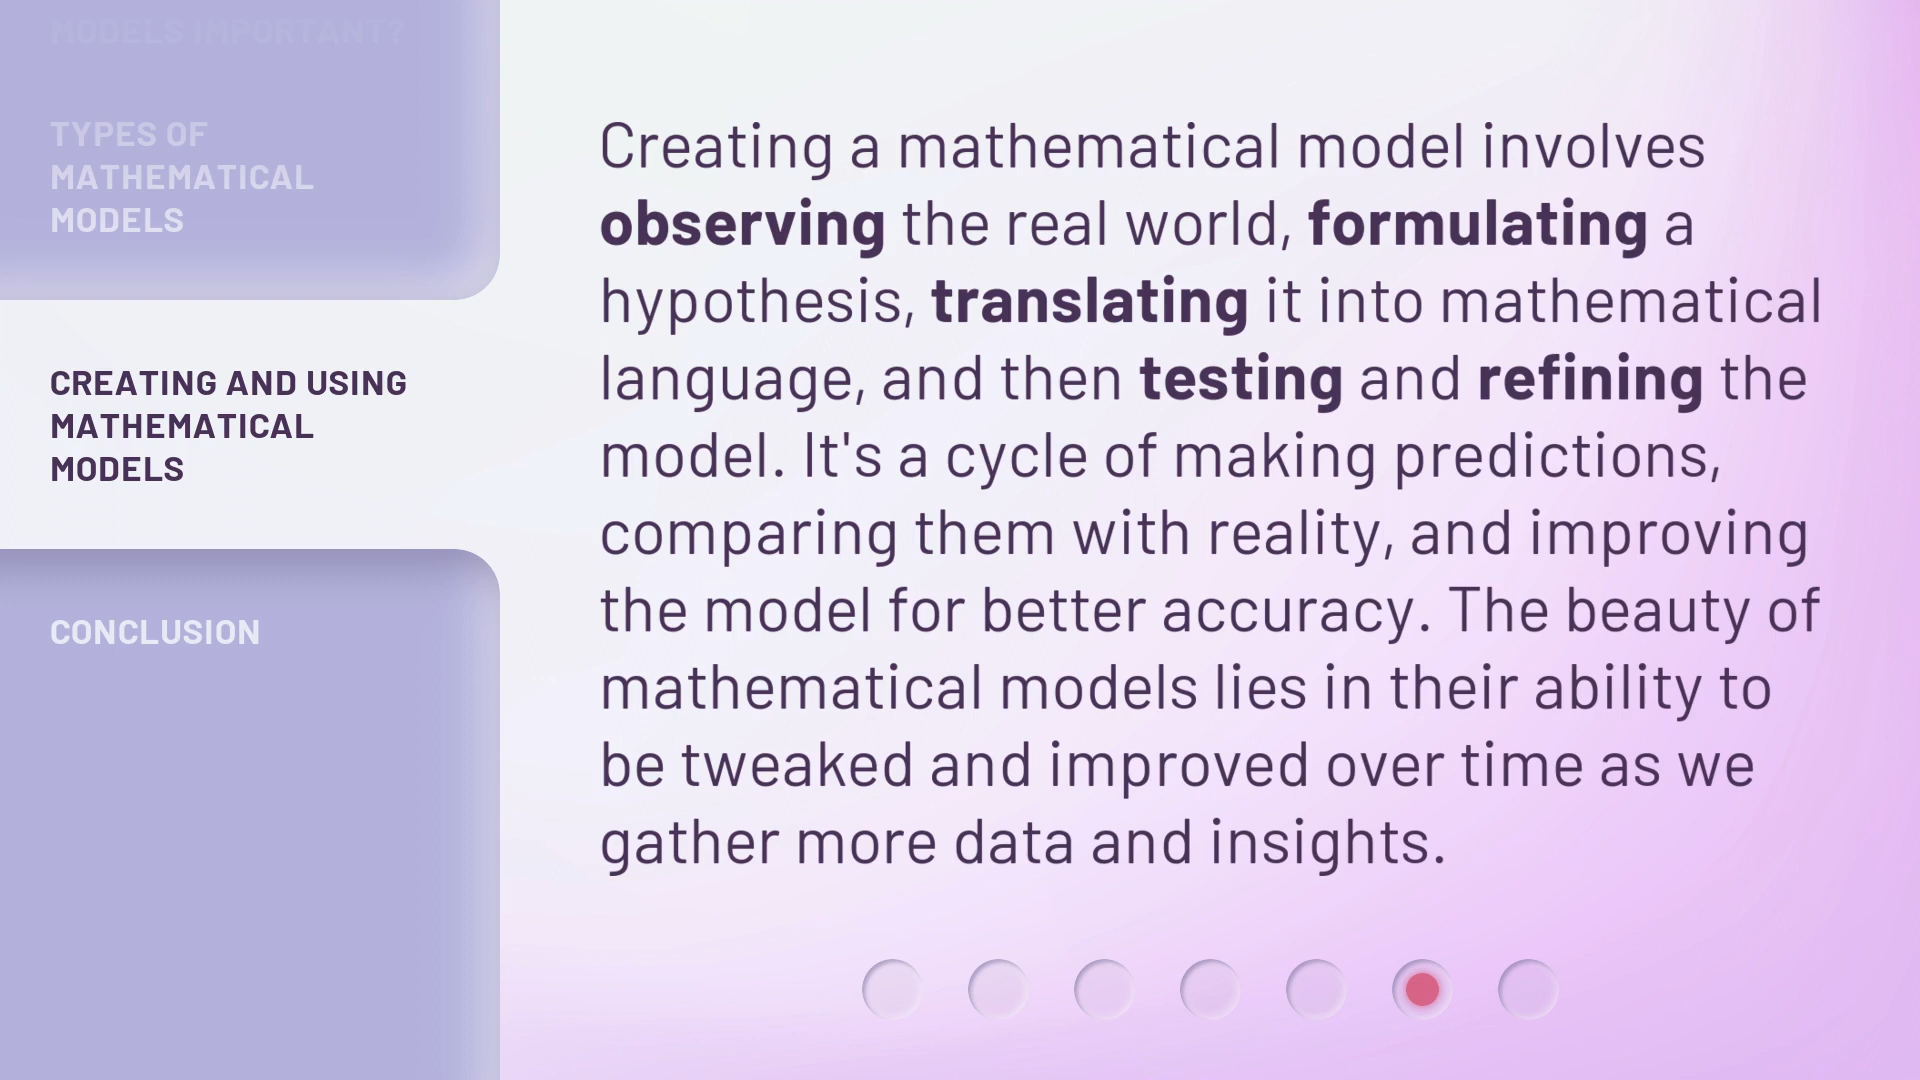 MODELS IMPORTANT?
TYPES OF
MATHEMATICAL
MODELS
CREATING AND USING
MATHEMATICAL
MODELS
CONCLUSION
Creating a mathematical model involves
observing the real world, formulating a
hypothesis, translating it into mathematical
language, and then testing and refining the
model. It's a cycle of making predictions,
comparing them with reality, and improving
the model for better accuracy. The beauty of
mathematical models lies in their ability to
be tweaked and improved over time as we
gather more data and insights.